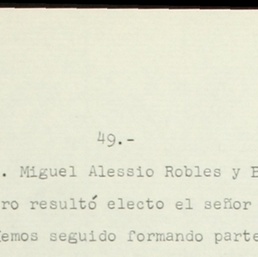 49.-
. Miguel Alessio Robles y
ro resultó electo el señor
emos seguido formando parte